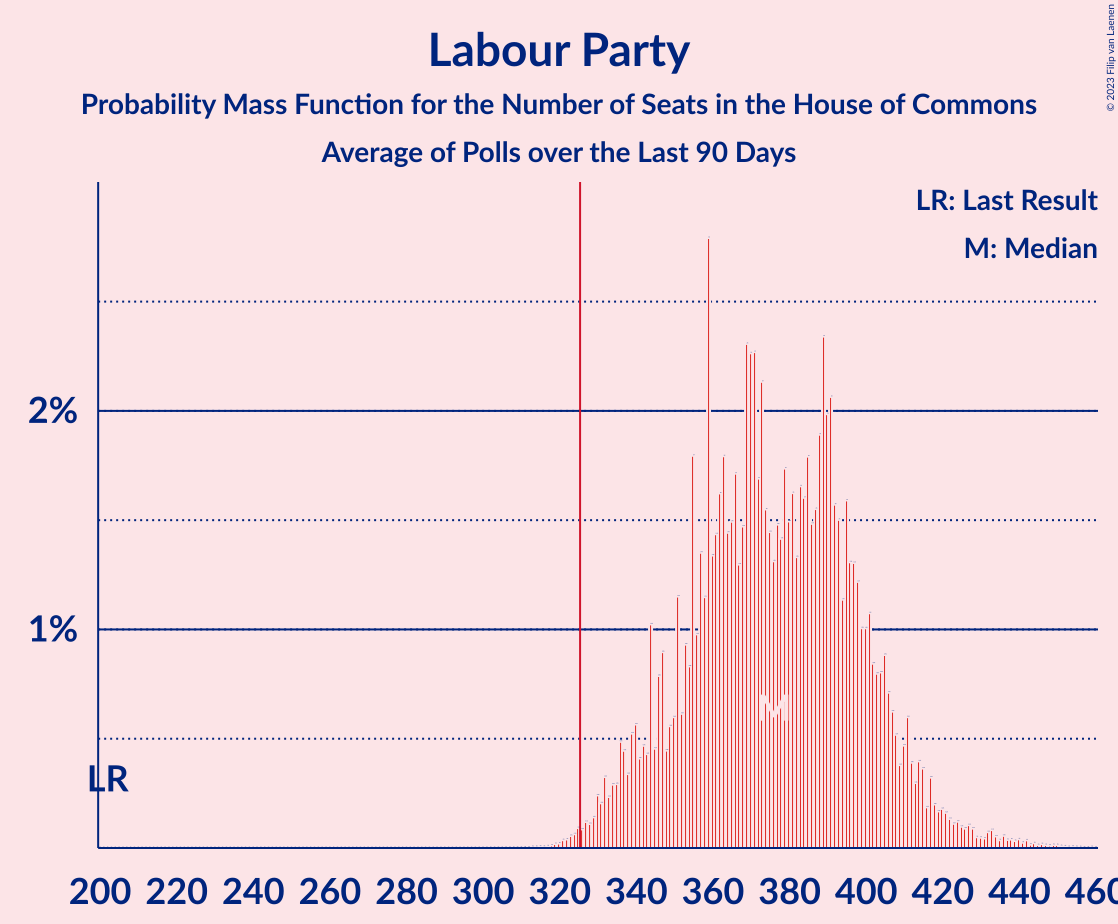 Labour Party
Probability Mass Function for the Number of Seats in the House of Commons
Average of Polls over the Last 90 Days
© 2023 Filip van Laenen
LR: Last Result
M: Median
2%
1%
LR
M
200 220 240 260 280 300 320 340 360 380 400 420 440 460